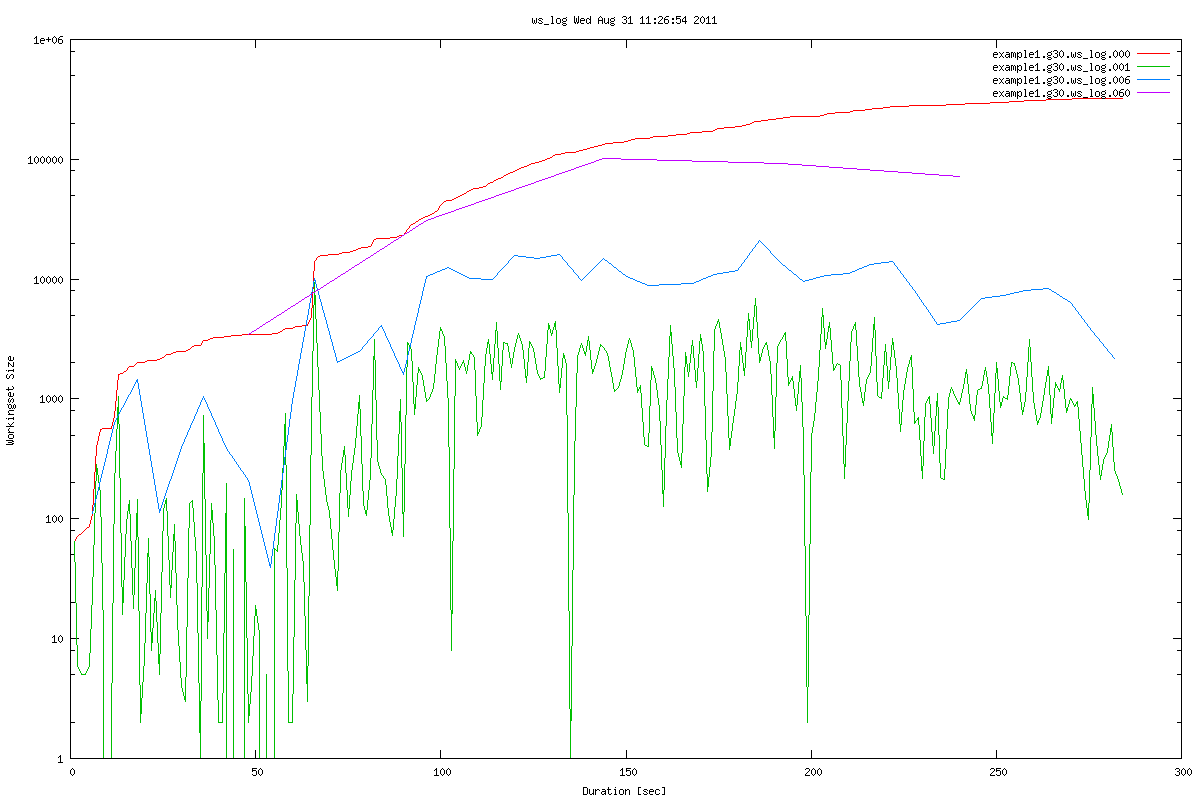 ws_log Wed Aug 31 11:26:54 2011
1e+06
100000
10000
1000
100
10
1
example1.g30.ws_log.000
example1.g30.ws_log.001
example1.g30.ws_log.006
example1.g30.ws_log.060
Workingset Size
0 50 100 150 200 250 300
Duration [sec]